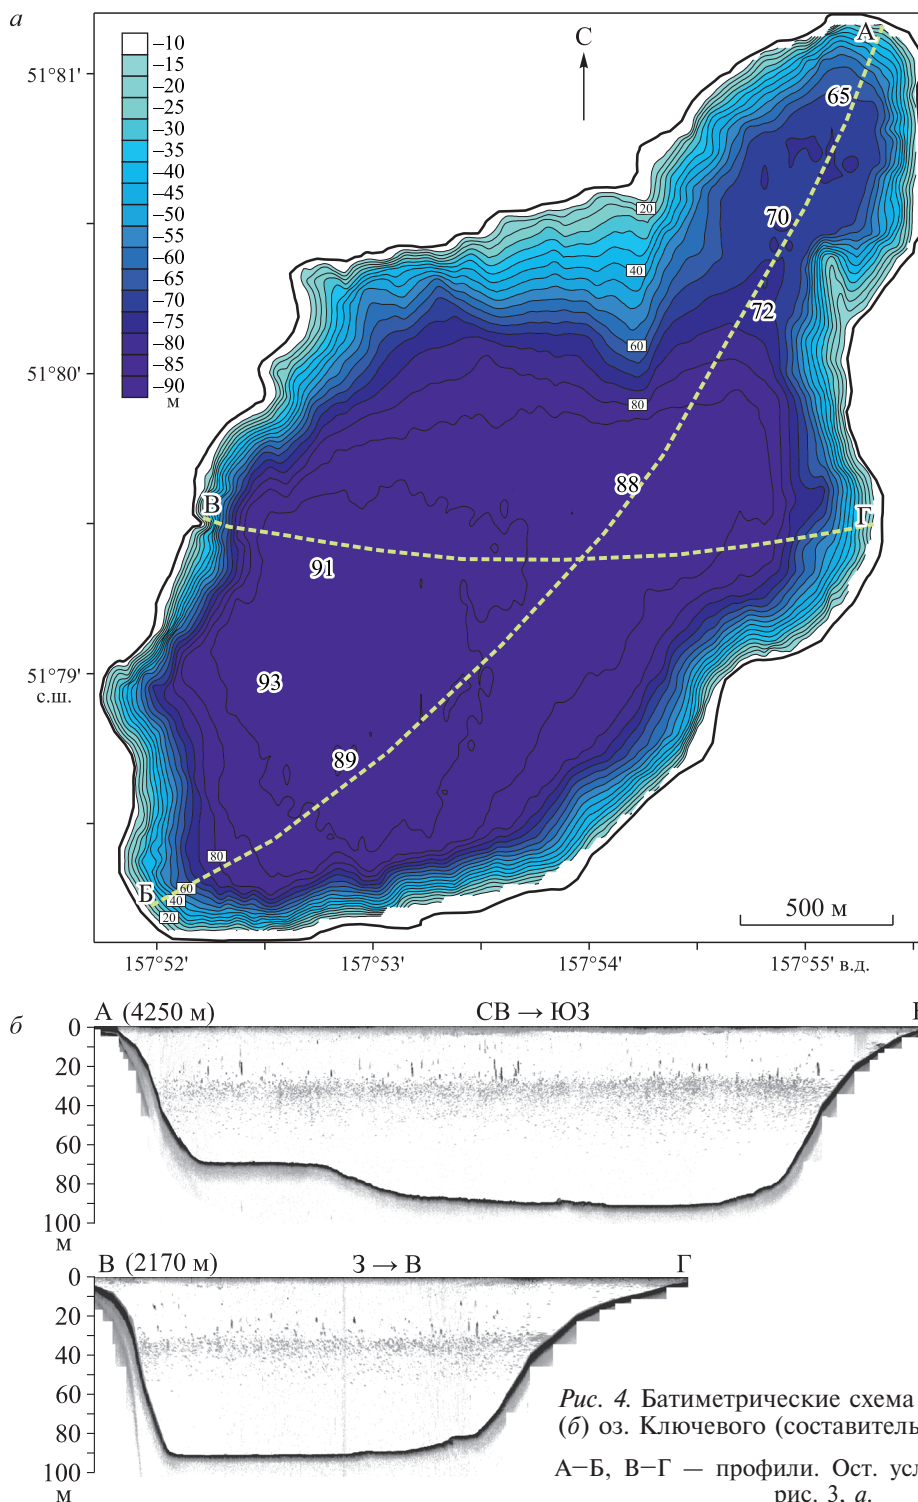 а
–10
–15
–20
–25
–30
–35
–40
–45
–50
–55
–60
–65
–70
–75
–80
–85
–90
м
С
А
65
70
72
88
91
93
89
В
Г
Б
20
40
60
80
80
60
40
20
51°81'
51°80'
51°79'
с.ш.
500 м
157°52' 157°53' 157°54' 157°55' в.д.
б
А (4250 м) СВ → ЮЗ
0
20
40
60
80
100
м
В (2170 м) З → В Г
0
20
40
60
80
100
м
Рис. 4. Батиметрические схема
(б) оз. Ключевого (составитель
А–Б, В–Г — профили. Ост. усл
рис. 3, а.